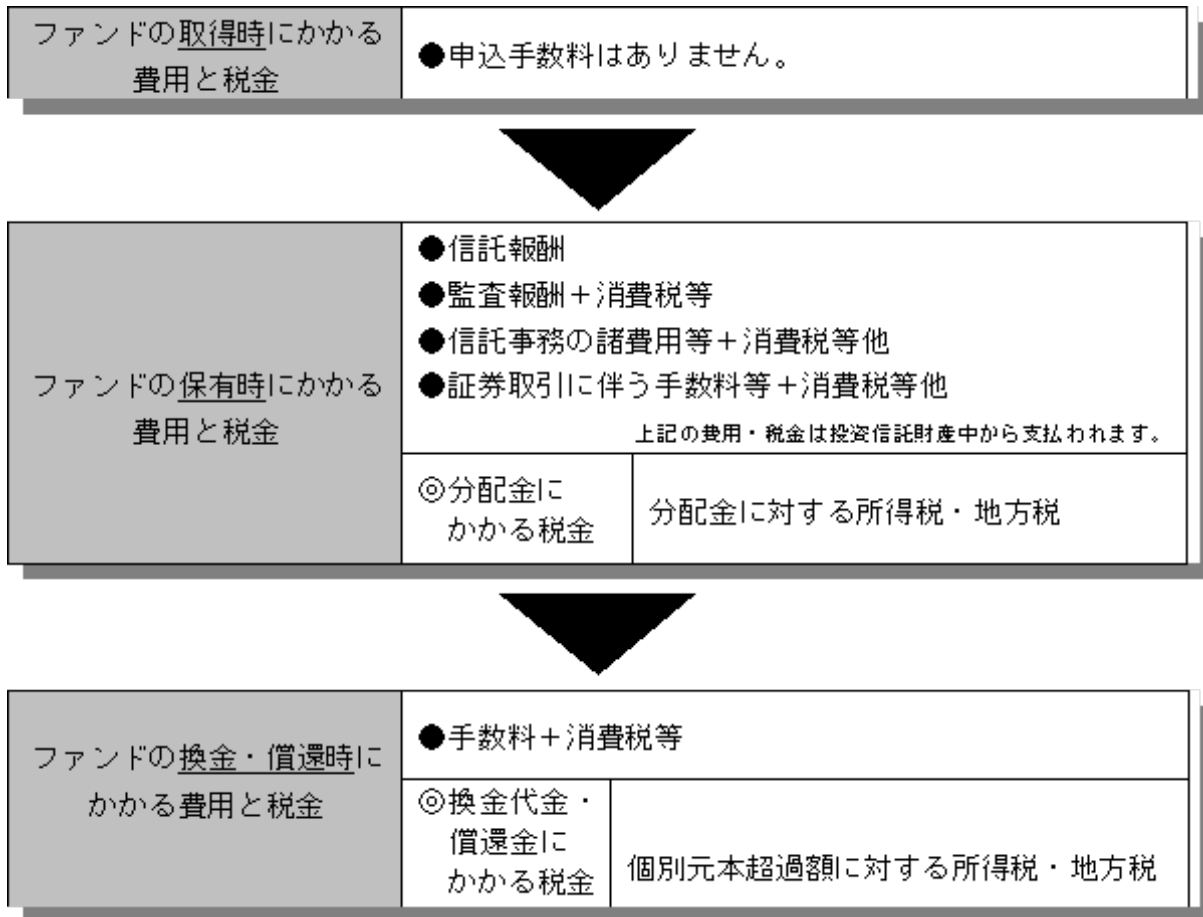 ファンドの取得時にかかる
費用と税金
●申込手数料はありません。
ファンドの保有時にかかる
費用と税金
●信託報酬
●監査報酬＋消費税等
●信託事務の諸費用等＋消費税等他
●証券取引に伴う手数料等＋消費税等他
上記の費用・税金は投資信託財産中から支払われます。
◎分配金に
かかる税金
分配金に対する所得税・地方税
ファンドの換金・償還時に
かかる費用と税金
●手数料＋消費税等
◎換金代金・
償還金に
かかる税金
個別元本超過額に対する所得税・地方税